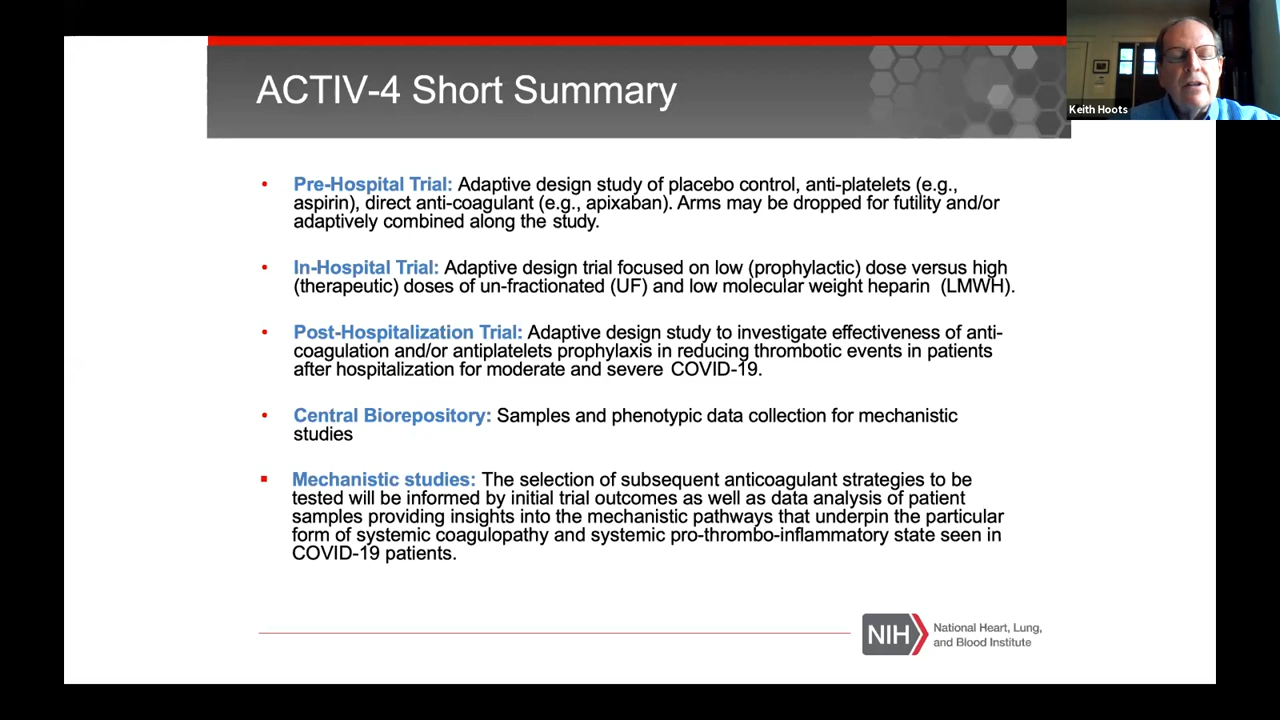 ACTIV-4 Short Summary
Keith Hoots
• Pre-Hospital Trial: Adaptive design study of placebo control, anti-platelets (e.g.,
aspirin), direct anti-coagulant (e.g., apixaban). Arms may be dropped for futility and/or
adaptively combined along the study.
• In-Hospital Trial: Adaptive design trial focused on low (prophylactic) dose versus high
(therapeutic) doses of un-fractionated (UF) and low molecular weight heparin (LMWH).
• Post-Hospitalization Trial: Adaptive design study to investigate effectiveness of anti-
coagulation and/or antiplatelets prophylaxis in reducing thrombotic events in patients
after hospitalization for moderate and severe COVID-19.
• Central Biorepository: Samples and phenotypic data collection for mechanistic
studies
▪ Mechanistic studies: The selection of subsequent anticoagulant strategies to be
tested will be informed by initial trial outcomes as well as data analysis of patient
samples providing insights into the mechanistic pathways that underpin the particular
form of systemic coagulopathy and systemic pro-thrombo-inflammatory state seen in
COVID-19 patients.
NIH
National Heart, Lung,
and Blood Institute